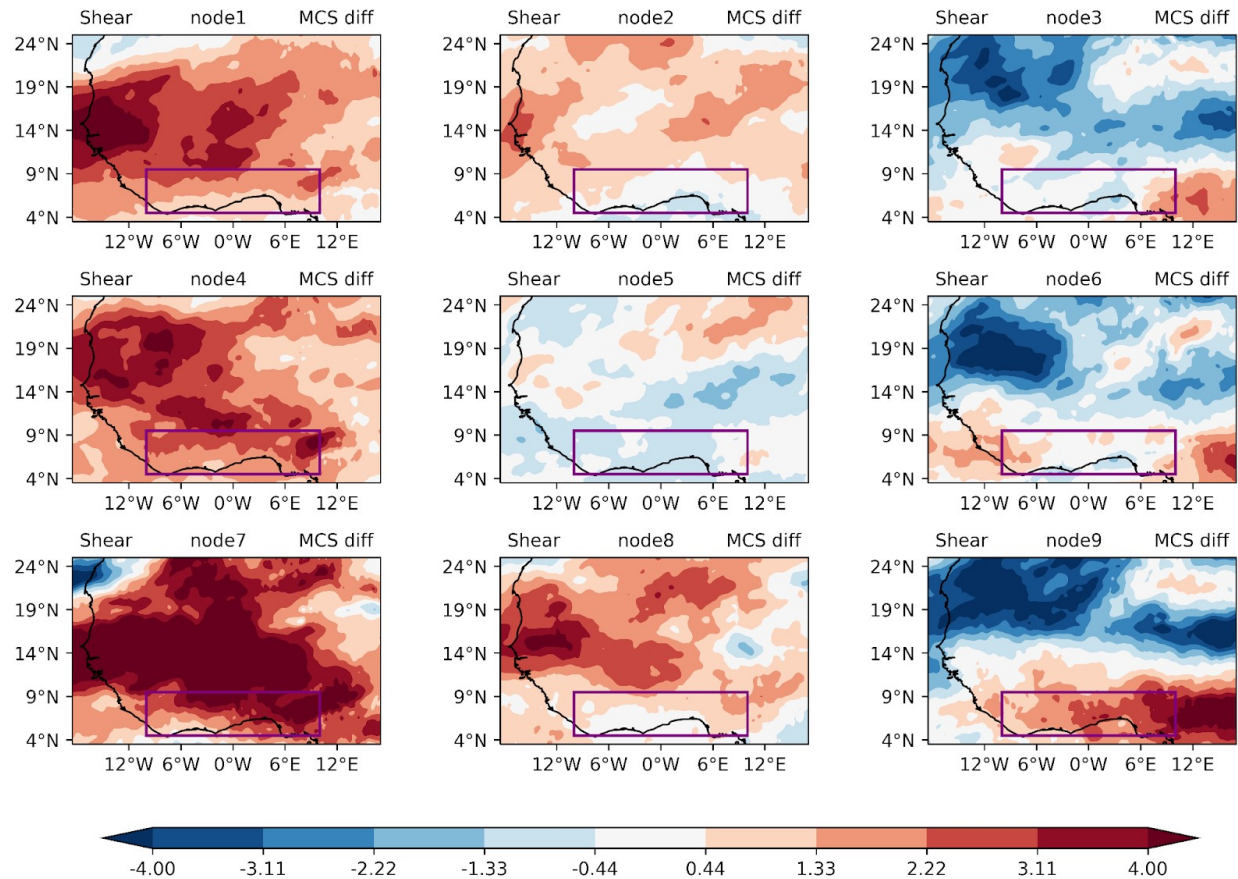 Shear node1 MCS diff Shear node2 MCS diff Shear node3 MCS diff
24°N 24°N 24°N
19°N 19°N 19°N
14°N 14°N 14°N
9°N 9°N 9°N
4°N 4°N 4°N
12°W 6°W 0°W 6°E 12°E 12°W 6°W 0°W 6°E 12°E 12°W 6°W 0°W 6°E 12°E
Shear node4 MCS diff Shear node5 MCS diff Shear node6 MCS diff
24°N 24°N 24°N
19°N 19°N 19°N
14°N 14°N 14°N
9°N 9°N 9°N
4°N 4°N 4°N
12°W 6°W 0°W 6°E 12°E 12°W 6°W 0°W 6°E 12°E 12°W 6°W 0°W 6°E 12°E
Shear node7 MCS diff Shear node8 MCS diff Shear node9 MCS diff
24°N 24°N 24°N
19°N 19°N 19°N
14°N 14°N 14°N
9°N 9°N 9°N
4°N 4°N 4°N
12°W 6°W 0°W 6°E 12°E 12°W 6°W 0°W 6°E 12°E 12°W 6°W 0°W 6°E 12°E
-4.00 -3.11 -2.22 -1.33 -0.44 0.44 1.33 2.22 3.11 4.00